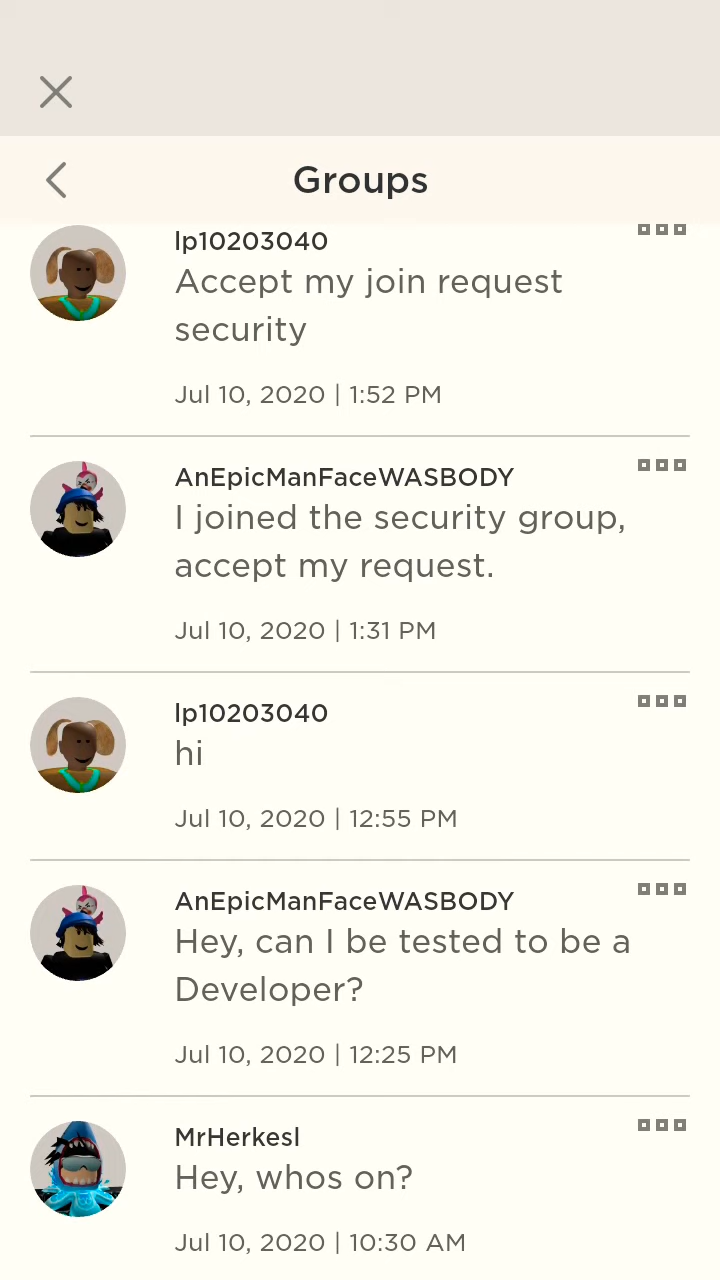 Groups
lp10203040
Accept my join request
security
Jul 10, 2020 | 1:52 PM
AnEpicManFaceWASBODY
I joined the security group,
accept my request.
Jul 10, 2020 | 1:31 PM
lp10203040
hi
Jul 10, 2020 | 12:55 PM
AnEpicManFaceWASBODY
Hey, can I be tested to be a
Developer?
Jul 10, 2020 | 12:25 PM
MrHerkesl
Hey, whos on?
Jul 10, 2020 | 10:30 AM